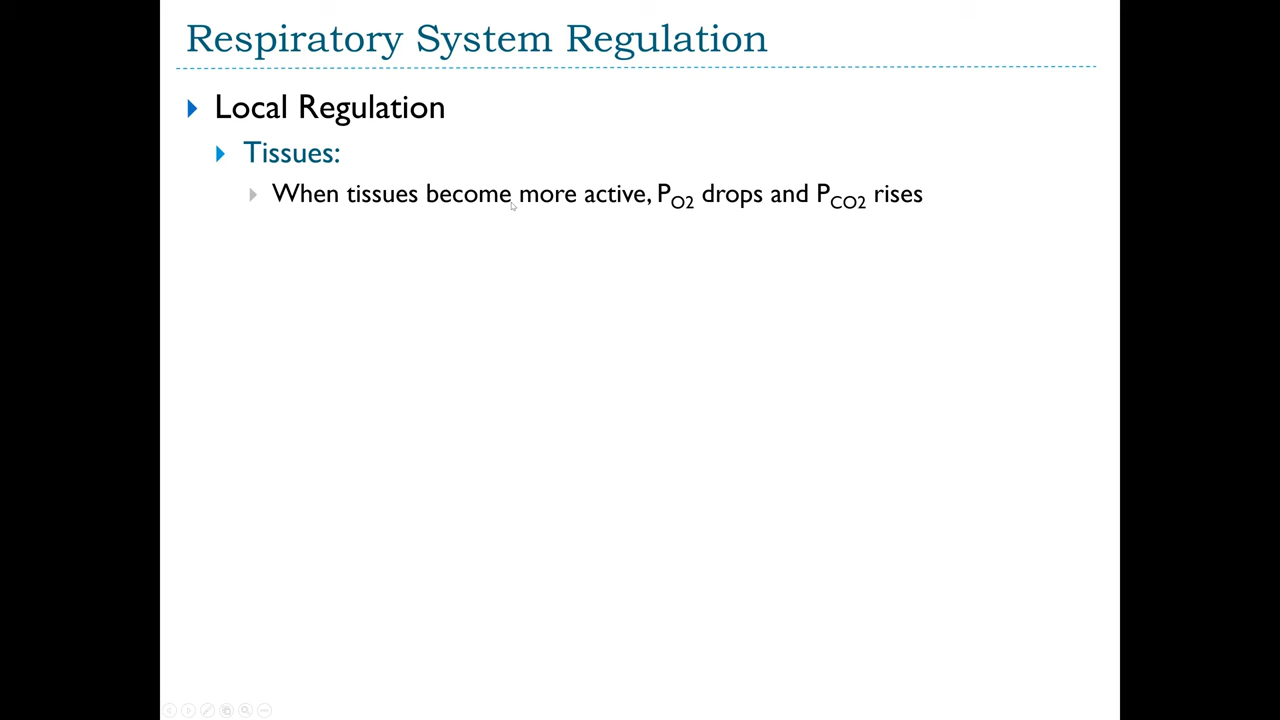 Respiratory System Regulation
Local Regulation
Tissues:
When tissues become more active, PO2 drops and PCO2 rises